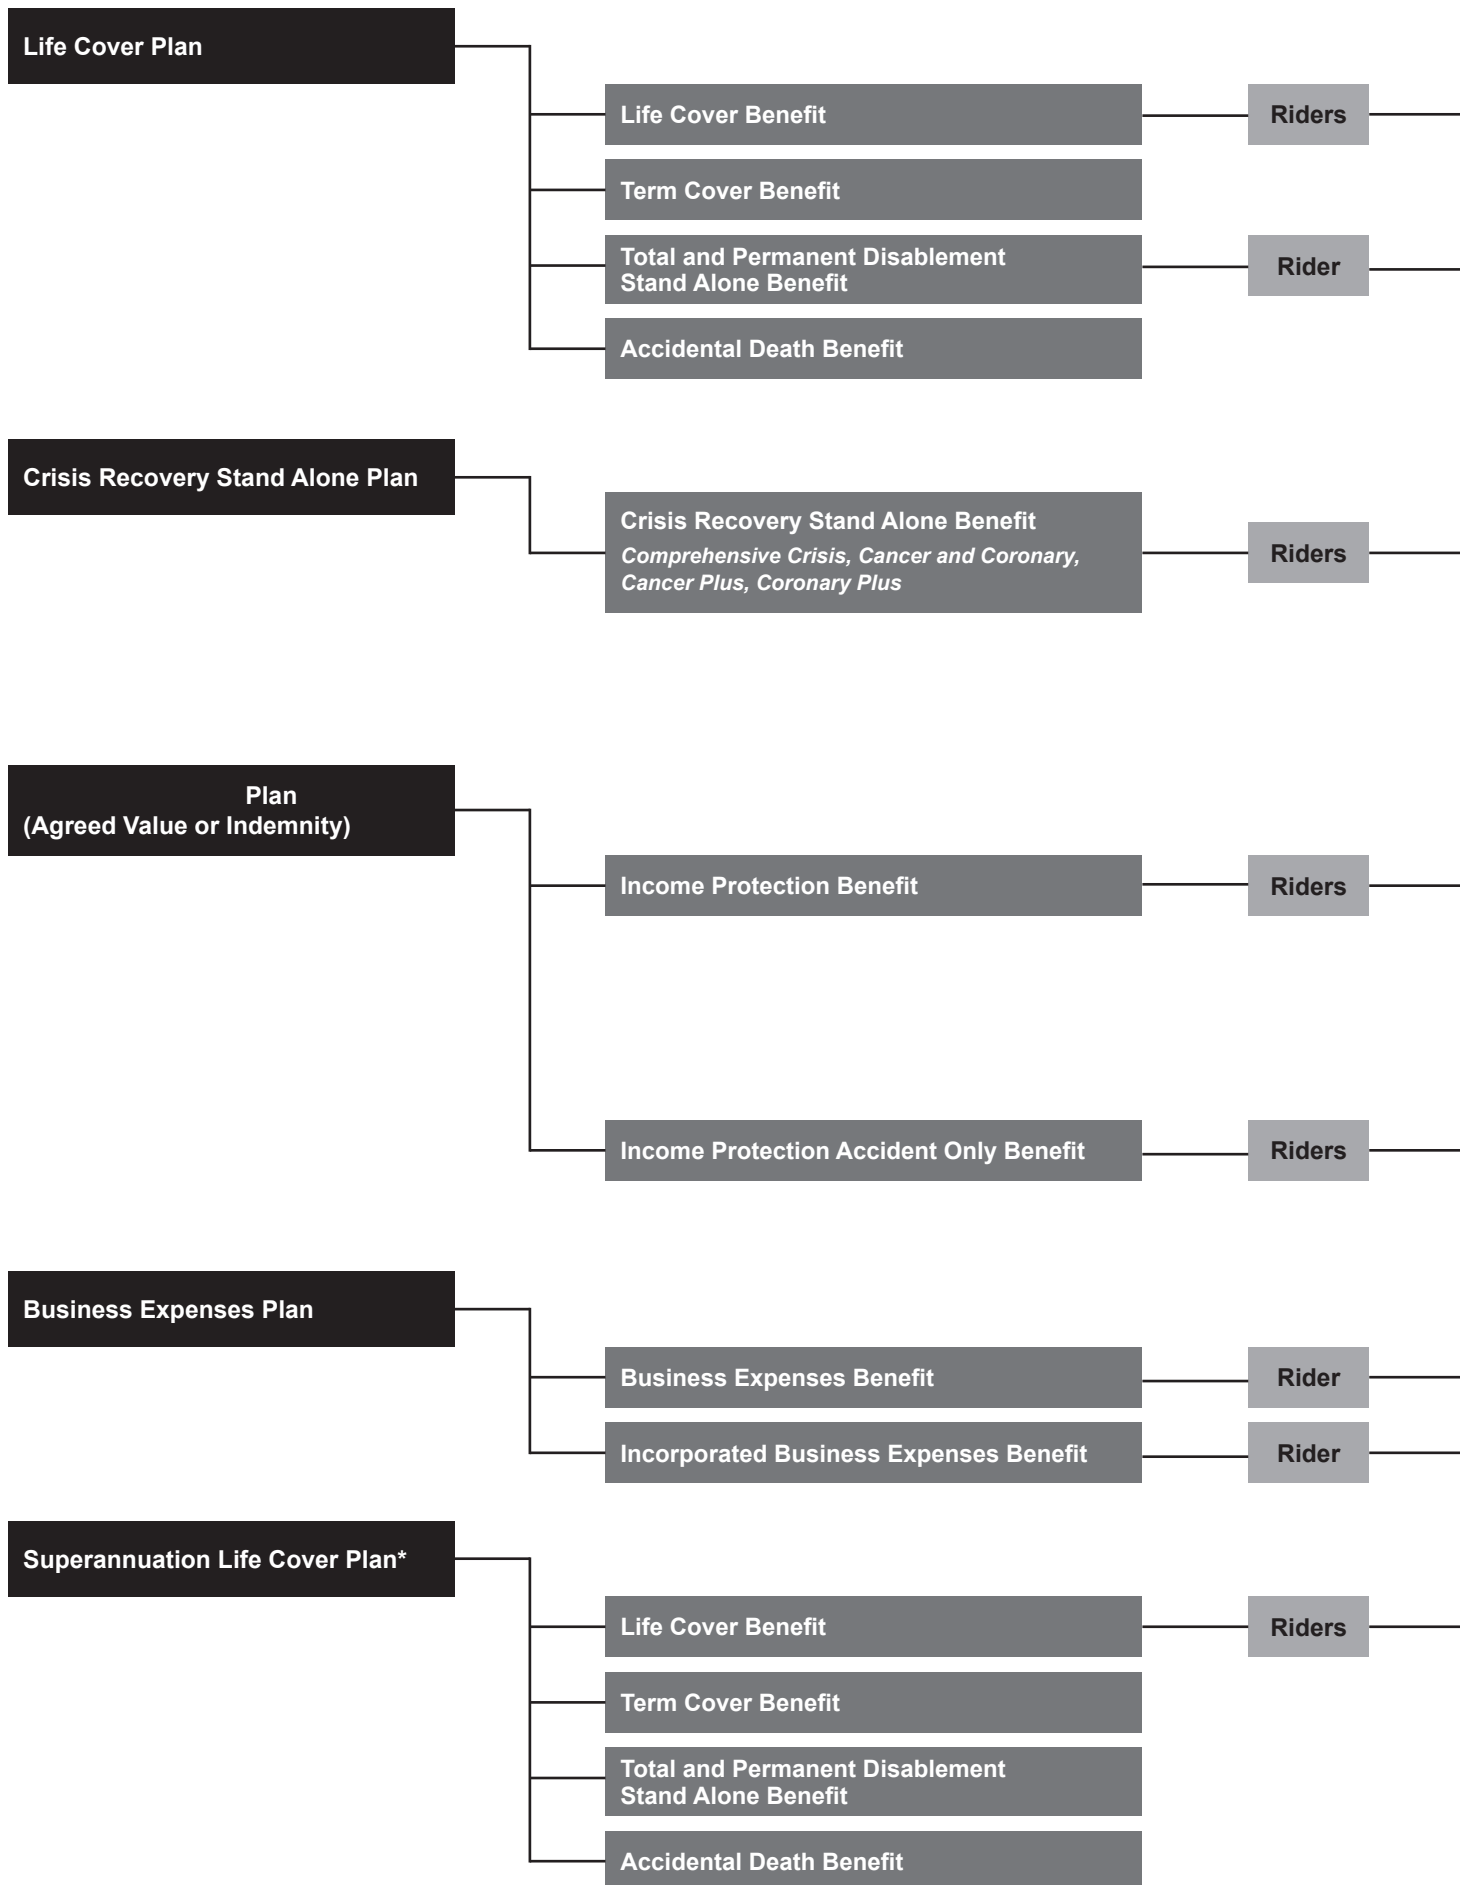 Life Cover Plan
Life Cover Benefit
Riders
Term Cover Benefit
Total and Permanent Disablement
Stand Alone Benefit
Rider
Accidental Death Benefit
Crisis Recovery Stand Alone Plan
Crisis Recovery Stand Alone Benefit
Comprehensive Crisis, Cancer and Coronary,
Cancer Plus, Coronary Plus
Riders
Plan
(Agreed Value or Indemnity)
Income Protection Benefit
Riders
Income Protection Accident Only Benefit
Riders
Business Expenses Plan
Business Expenses Benefit
Rider
Incorporated Business Expenses Benefit
Rider
Superannuation Life Cover Plan*
Life Cover Benefit
Riders
Term Cover Benefit
Total and Permanent Disablement
Stand Alone Benefit
Accidental Death Benefit